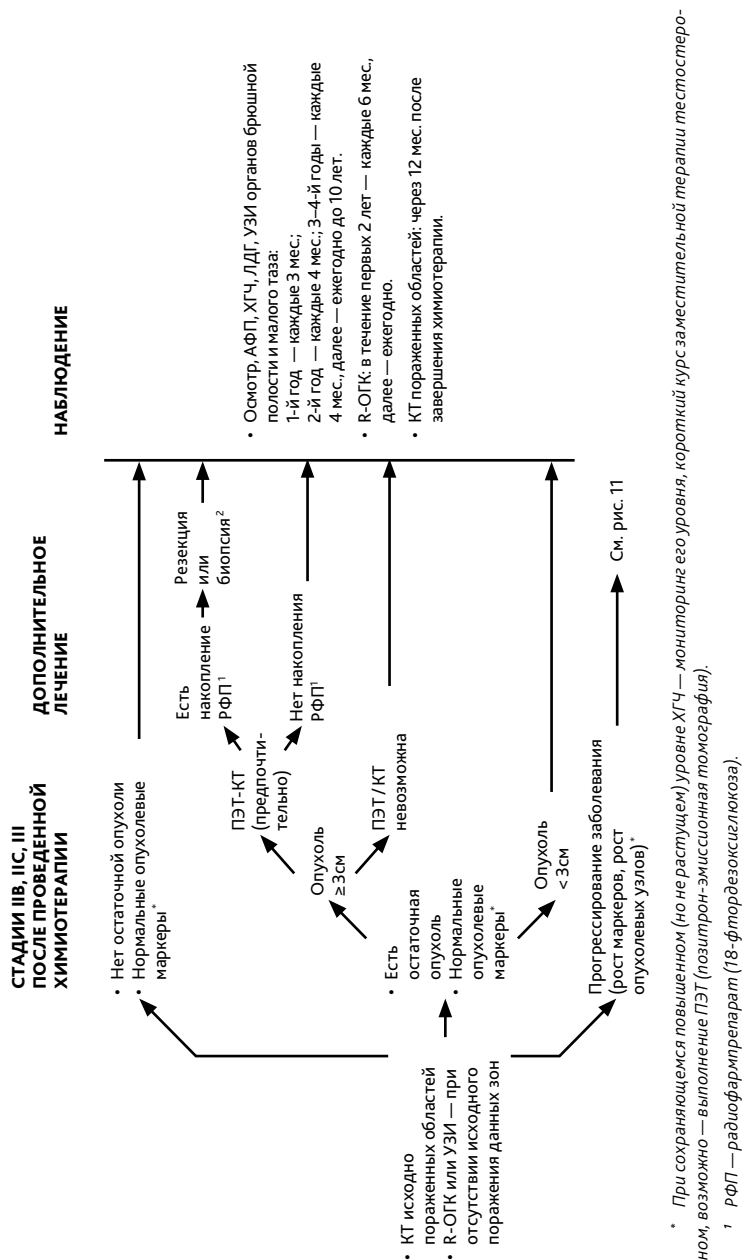 СТАДИИ IIB, IIC, III
ПОСЛЕ ПРОВЕДЕННОЙ
ХИМИОТЕРАПИИ
ДОПОЛНИТЕЛЬНОЕ
ЛЕЧЕНИЕ
НАБЛЮДЕНИЕ
• КТ исходно
пораженных областей
• R-ОГК или УЗИ — при
отсутствии исходного
поражения данных зон
• Нет остаточной опухоли
• Нормальные опухолевые
маркеры*
• Есть
остаточная
опухоль
• Нормальные
опухолевые
маркеры*
Прогрессирование заболевания
(рост маркеров, рост
опухолевых узлов)*
Опухоль
≥ 3см
Опухоль
< 3см
ПЭТ-КТ
(предпочти-
тельно)
ПЭТ / КТ
невозможна
Есть
накопление
РФП¹
Нет накопления
РФП¹
Резекция
или
биопсия²
См. рис. 11
• Осмотр, АФП, ХГЧ, ЛДГ, УЗИ органов брюшной
полости и малого таза:
1-й год — каждые 3 мес.;
2-й год — каждые 4 мес.; 3–4-й годы — каждые
4 мес., далее — ежегодно до 10 лет.
• R-ОГК: в течение первых 2 лет — каждые 6 мес.,
далее — ежегодно.
• КТ пораженных областей: через 12 мес. после
завершения химиотерапии.
* При сохраняющемся повышенном (но не растущем) уровне ХГЧ — мониторинг его уровня, короткий курс заместительной терапии тестостеро-
ном, возможно — выполнение ПЭТ (позитрон-эмиссионная томография).
¹ РФП — радиофармпрепарат (18-фтордезоксиглюкоза).